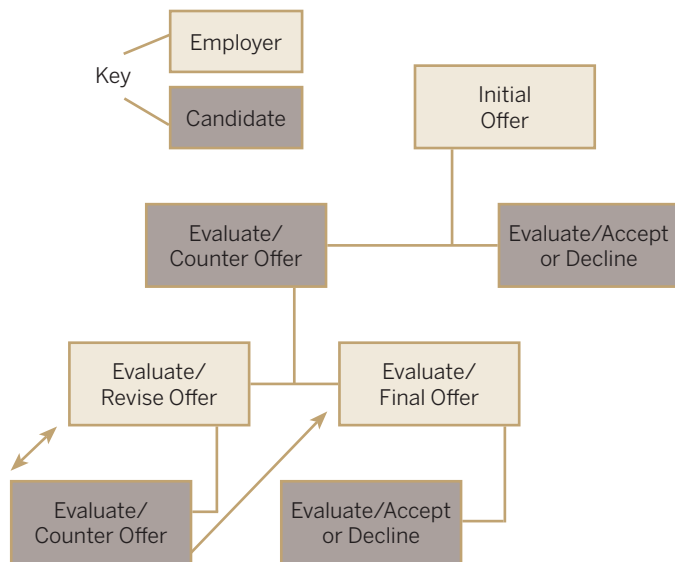 Employer
Key
Candidate
Initial
Offer
Evaluate/
Counter Offer
Evaluate/Accept
or Decline
Evaluate/
Revise Offer
Evaluate/
Final Offer
Evaluate/
Counter Offer
Evaluate/Accept
or Decline